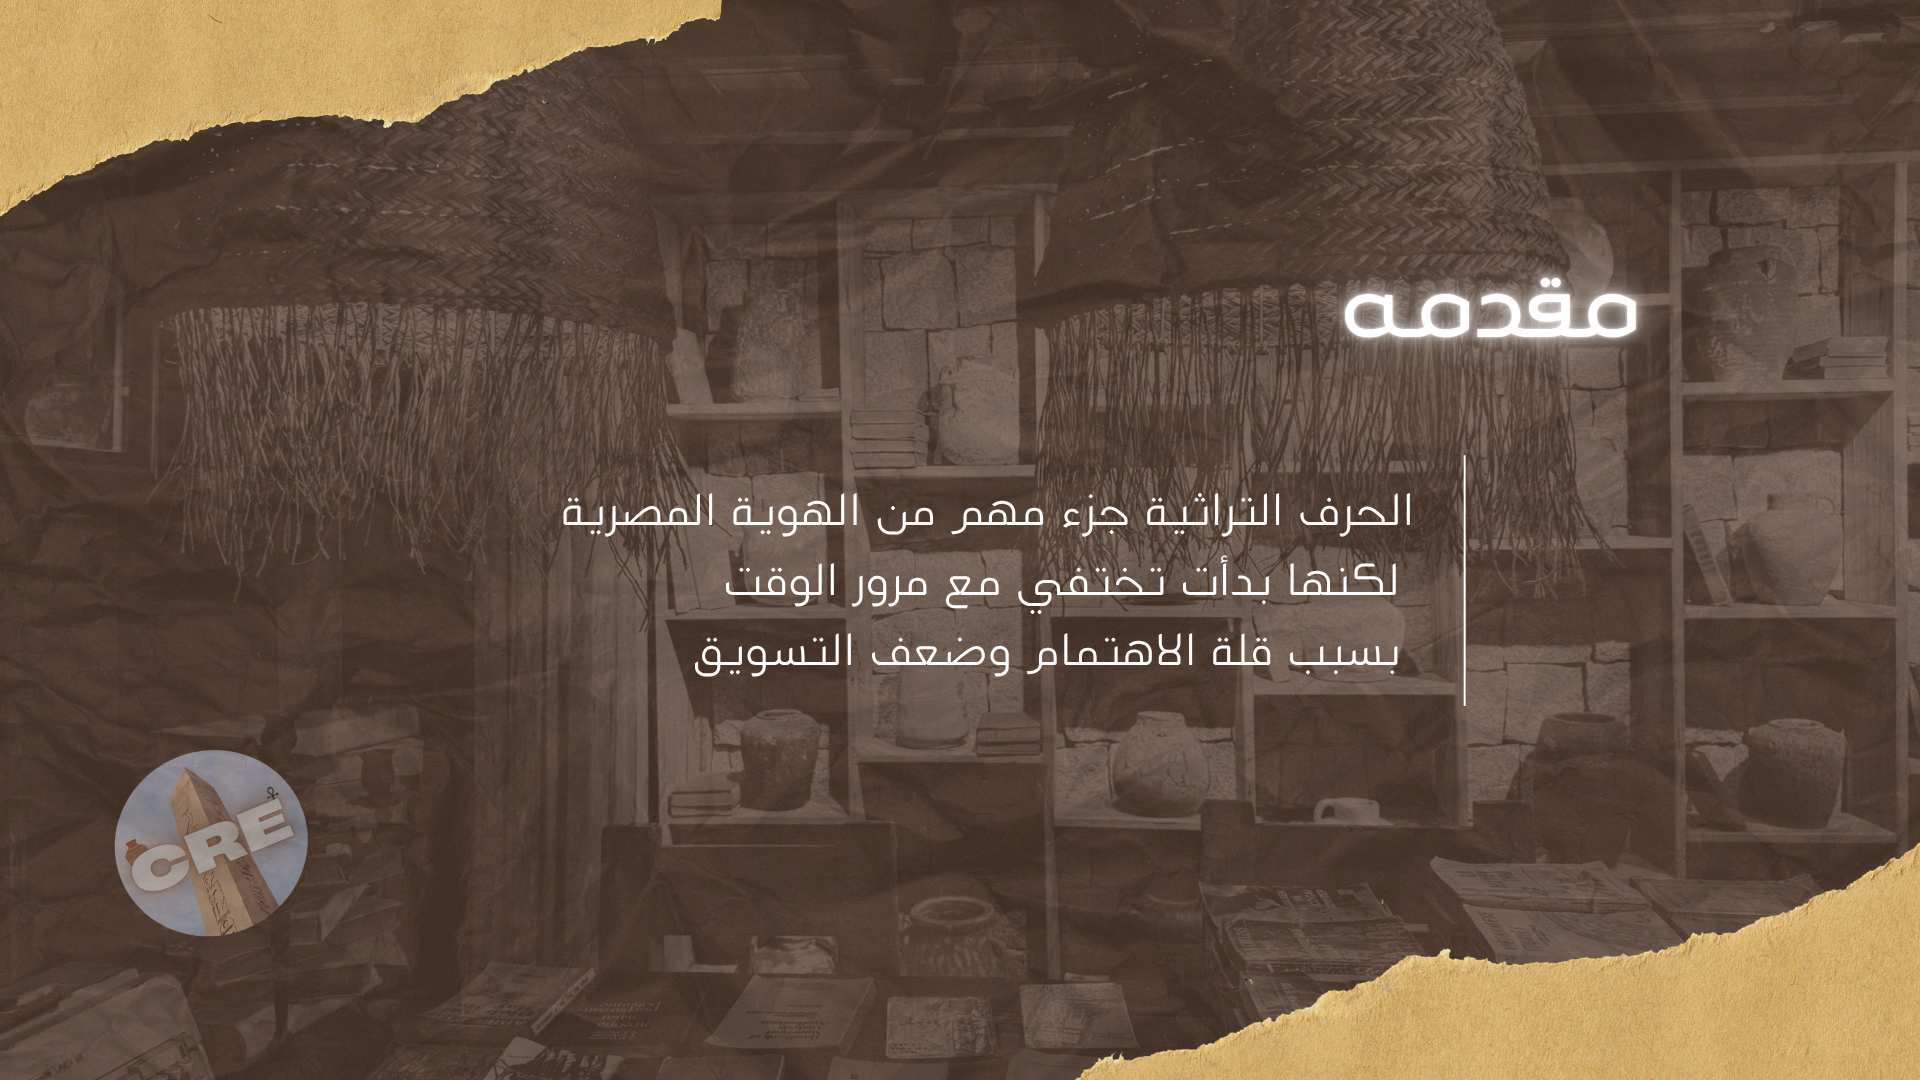 مقدمه
الحرف التراثية جزء مهم من الهوية المصرية
لكنها بدأت تختفي مع مرور الوقت
بسبب قلة الاهتمام وضعف التسويق
CRE